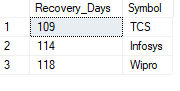 Recovery_Days Symbol
1 109 TCS
2 114 Infosys
3 118 Wipro